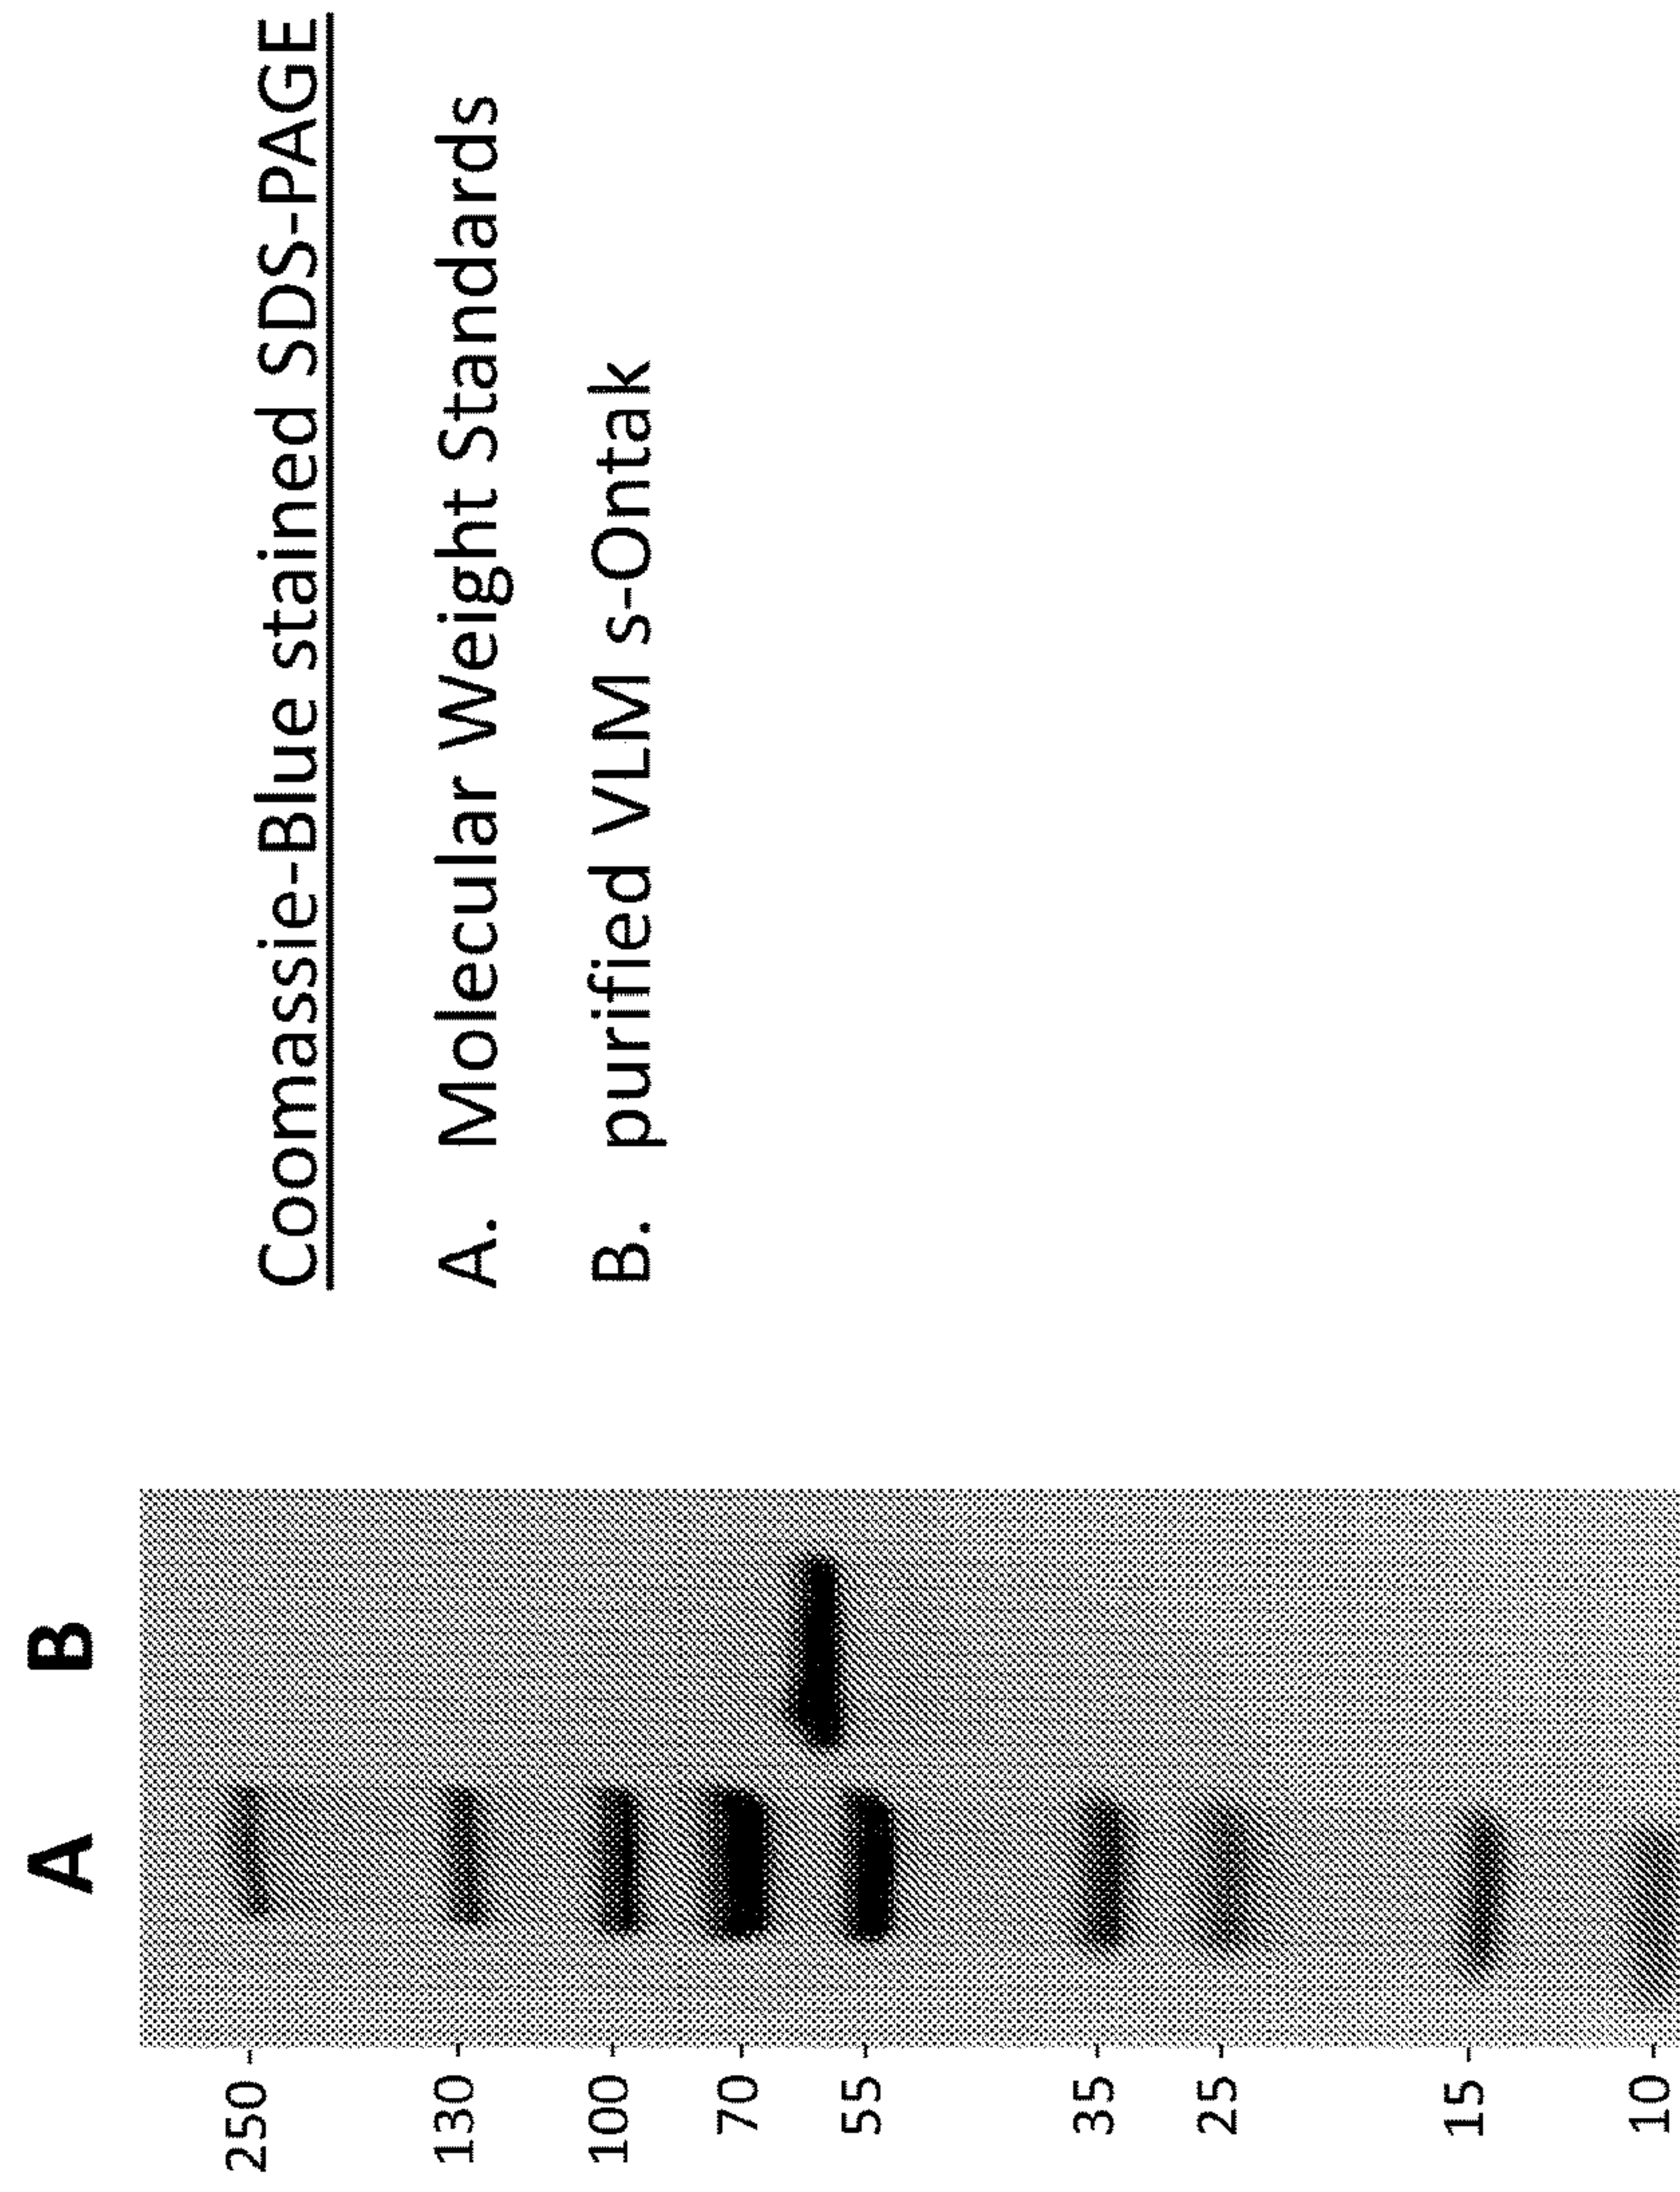 Coomassie-Blue stained SDS-PAGE
A. Molecular Weight Standards
B. purified VLM s-Ontak
A B
250
130
100
70
55
35
25
15
10